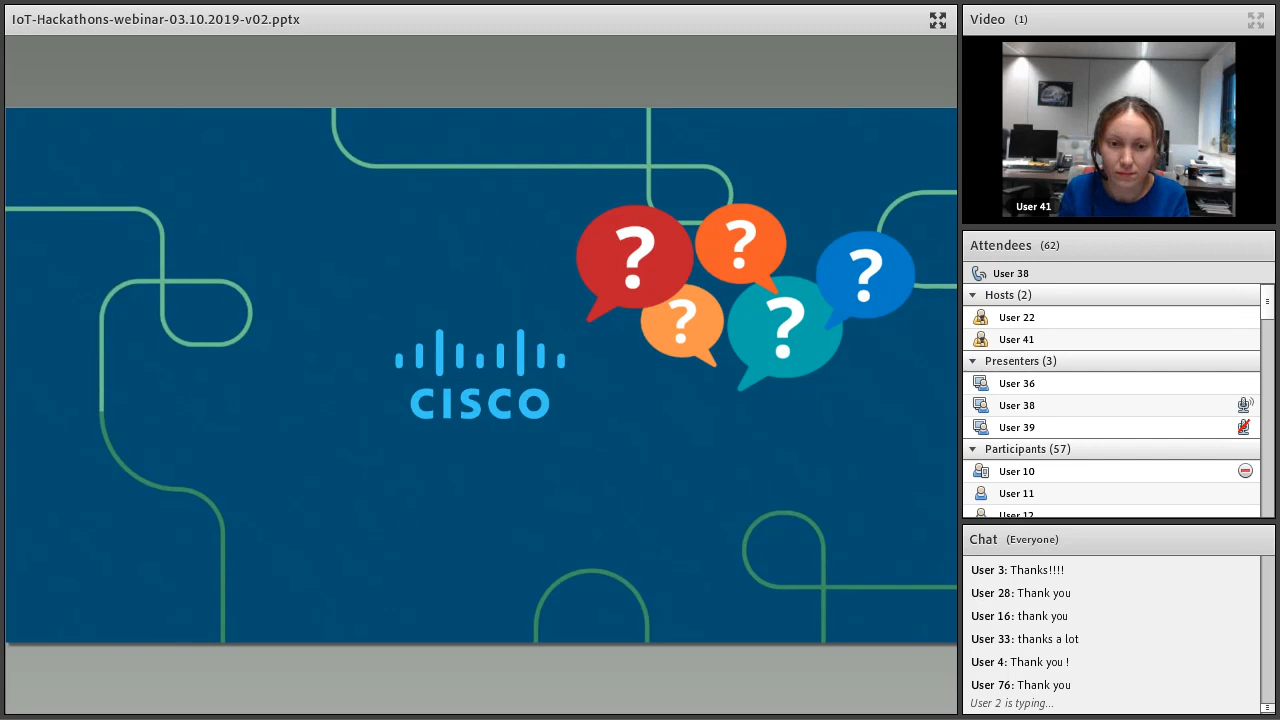 IoT-Hackathons-webinar-03.10.2019-v02.pptx
? ? ? ? ?
CISCO
Video (1)
User 41
Attendees (62)
User 38
Hosts (2)
User 22
User 41
Presenters (3)
User 36
User 38
User 39
Participants (57)
User 10
User 11
User 12
Chat (Everyone)
User 3: Thanks!!!!
User 28: Thank you
User 16: thank you
User 33: thanks a lot
User 4: Thank you !
User 76: Thank you
User 2 is typing...